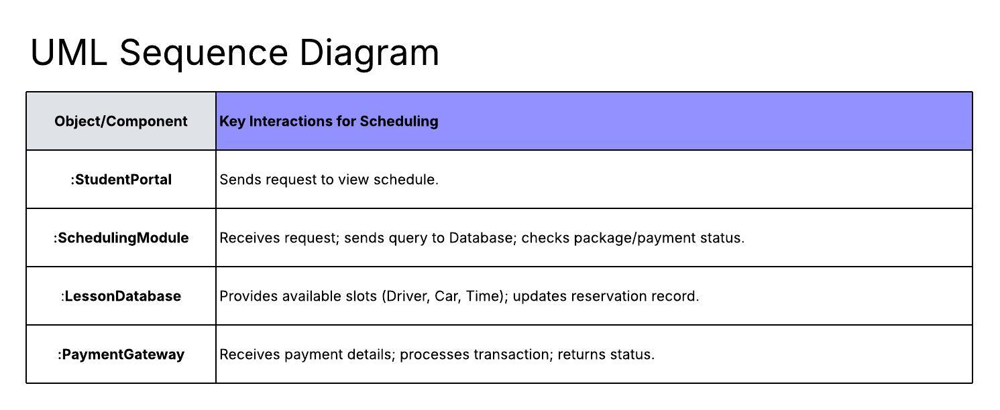 UML Sequence Diagram
Object/Component Key Interactions for Scheduling
:StudentPortal Sends request to view schedule.
:SchedulingModule Receives request; sends query to Database; checks package/payment status.
:LessonDatabase Provides available slots (Driver, Car, Time); updates reservation record.
:PaymentGateway Receives payment details; processes transaction; returns status.